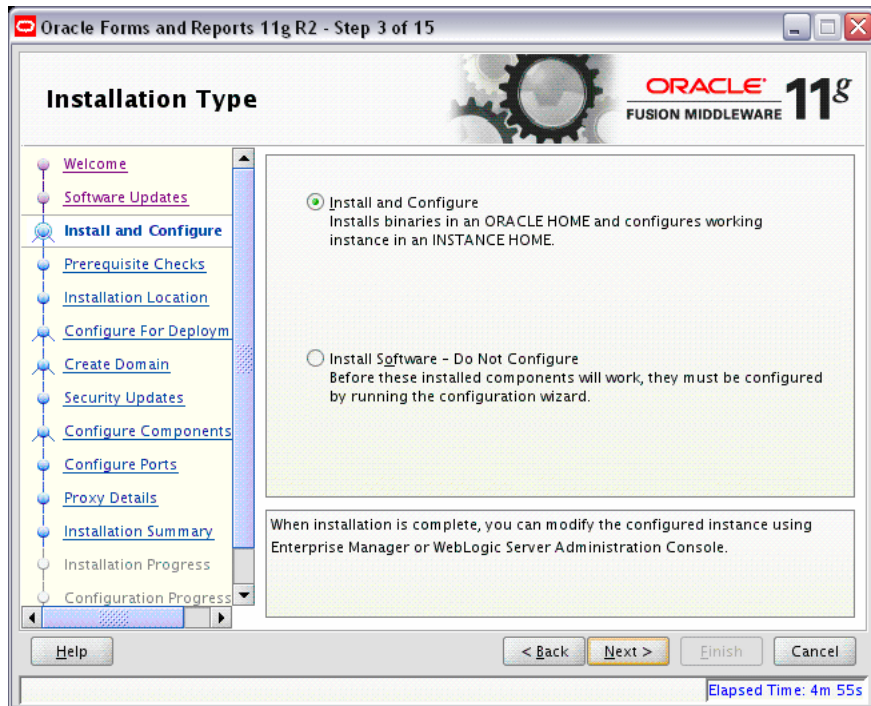 Oracle Forms and Reports 11g R2 - Step 3 of 15
Installation Type
ORACLE
FUSION MIDDLEWARE
11g
Welcome
Software Updates
Install and Configure
Prerequisite Checks
Installation Location
Configure For Deploym
Create Domain
Security Updates
Configure Components
Configure Ports
Proxy Details
Installation Summary
Installation Progress
Configuration Progress
Install and Configure
Installs binaries in an ORACLE HOME and configures working
instance in an INSTANCE HOME.
Install Software - Do Not Configure
Before these installed components will work, they must be configured
by running the configuration wizard.
When installation is complete, you can modify the configured instance using
Enterprise Manager or WebLogic Server Administration Console.
Help
< Back
Next >
Finish
Cancel
Elapsed Time: 4m 55s